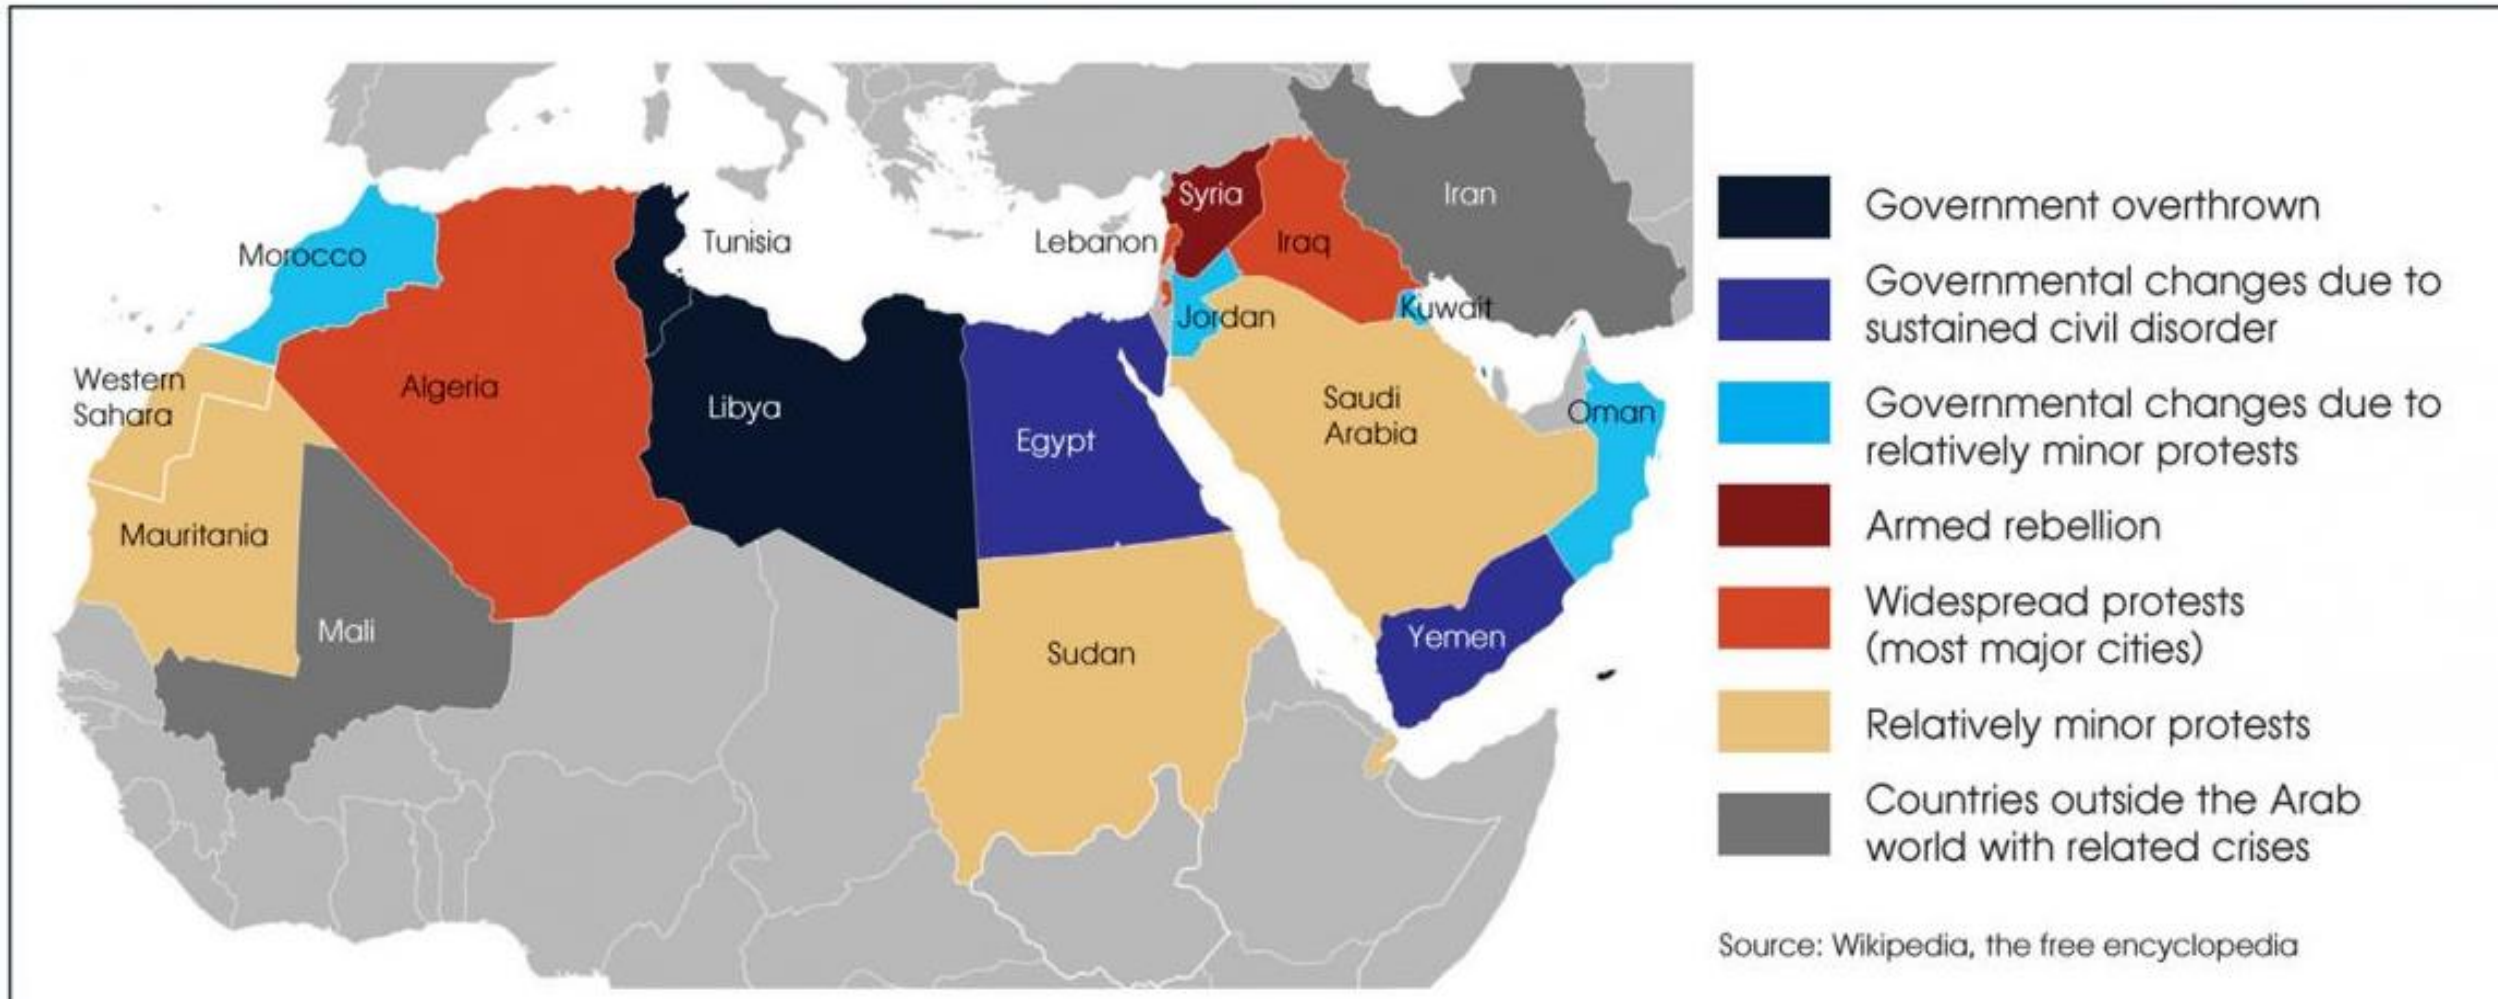 Morocco
Tunisia
Lebanon
Syria
Iraq
Iran
Jordan
Kuwait
Western
Sahara
Algeria
Libya
Egypt
Saudi
Arabia
Oman
Mauritania
Mali
Sudan
Yemen
Government overthrown
Governmental changes due to
sustained civil disorder
Governmental changes due to
relatively minor protests
Armed rebellion
Widespread protests
(most major cities)
Relatively minor protests
Countries outside the Arab
world with related crises
Source: Wikipedia, the free encyclopedia